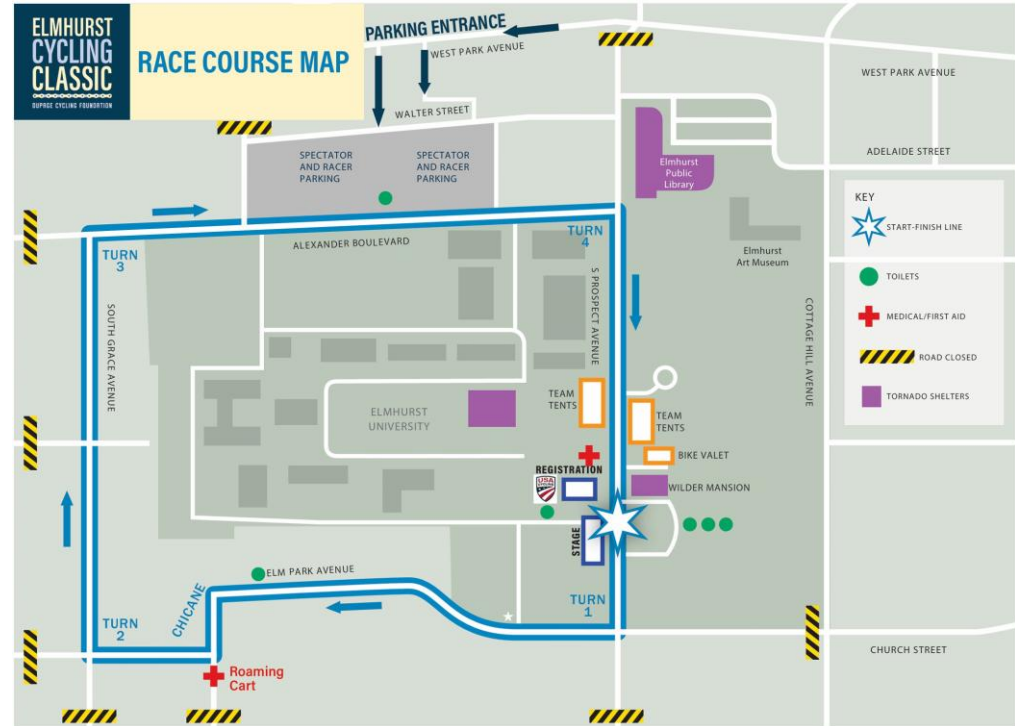 ELMHURST
CYCLING
CLASSIC
DUPAGE CYCLING FOUNDATION
RACE COURSE MAP
PARKING ENTRANCE
WEST PARK AVENUE
WEST PARK AVENUE
WALTER STREET
ADELAIDE STREET
SPECTATOR
AND RACER
PARKING
SPECTATOR
AND RACER
PARKING
Elmhurst
Public
Library
KEY
START-FINISH LINE
TOILETS
MEDICAL/FIRST AID
ROAD CLOSED
TORNADO SHELTERS
TURN
3
ALEXANDER BOULEVARD
TURN
4
Elmhurst
Art Museum
SOUTH GRACE AVENUE
S PROSPECT AVENUE
COTTAGE HILL AVENUE
ELMHURST
UNIVERSITY
TEAM
TENTS
TEAM
TENTS
BIKE VALET
REGISTRATION
USA
CYCLING
WILDER MANSION
STAGE
ELM PARK AVENUE
CHICANE
TURN
2
TURN
1
CHURCH STREET
Roaming
Cart